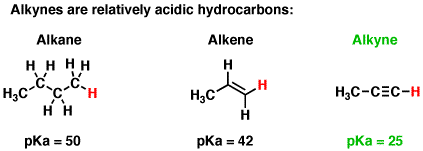 Alkynes are relatively acidic hydrocarbons:
Alkane Alkene Alkyne
H H H H
C C
H₃C C H
H H
H
H
H₃C
H
H₃C–C≡C–H
pKa = 50 pKa = 42 pKa = 25